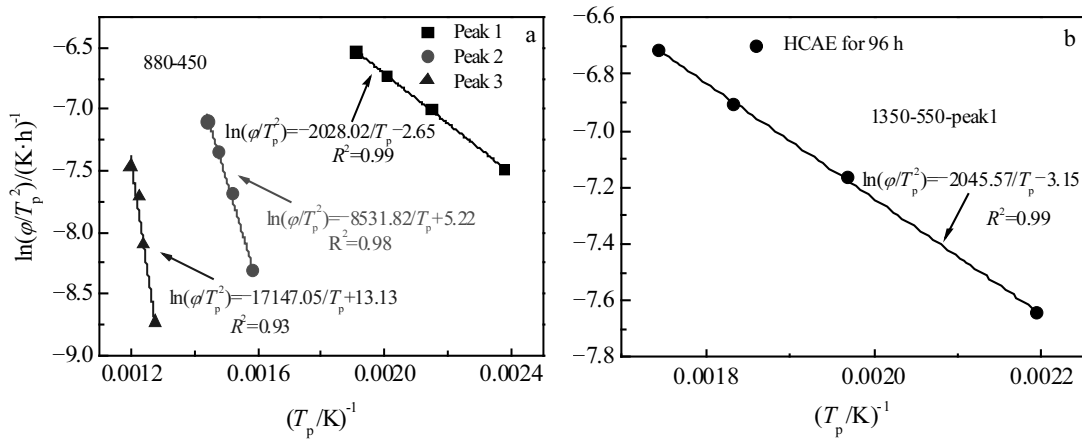 a
880-450
Peak 1
Peak 2
Peak 3
ln(φ/T_p^2)=−2028.02/T_p−2.65
R^2=0.99
ln(φ/T_p^2)=−8531.82/T_p+5.22
R^2=0.98
ln(φ/T_p^2)=−17147.05/T_p+13.13
R^2=0.93
−6.5
−7.0
−7.5
−8.0
−8.5
−9.0
ln(φ/T_p^2)/(K·h)^-1
0.0012
0.0016
0.0020
0.0024
(T_p/K)^-1
b
HCAE for 96 h
1350-550-peak1
ln(φ/T_p^2)=−2045.57/T_p−3.15
R^2=0.99
−6.6
−6.8
−7.0
−7.2
−7.4
−7.6
−7.8
0.0018
0.0020
0.0022
(T_p/K)^-1